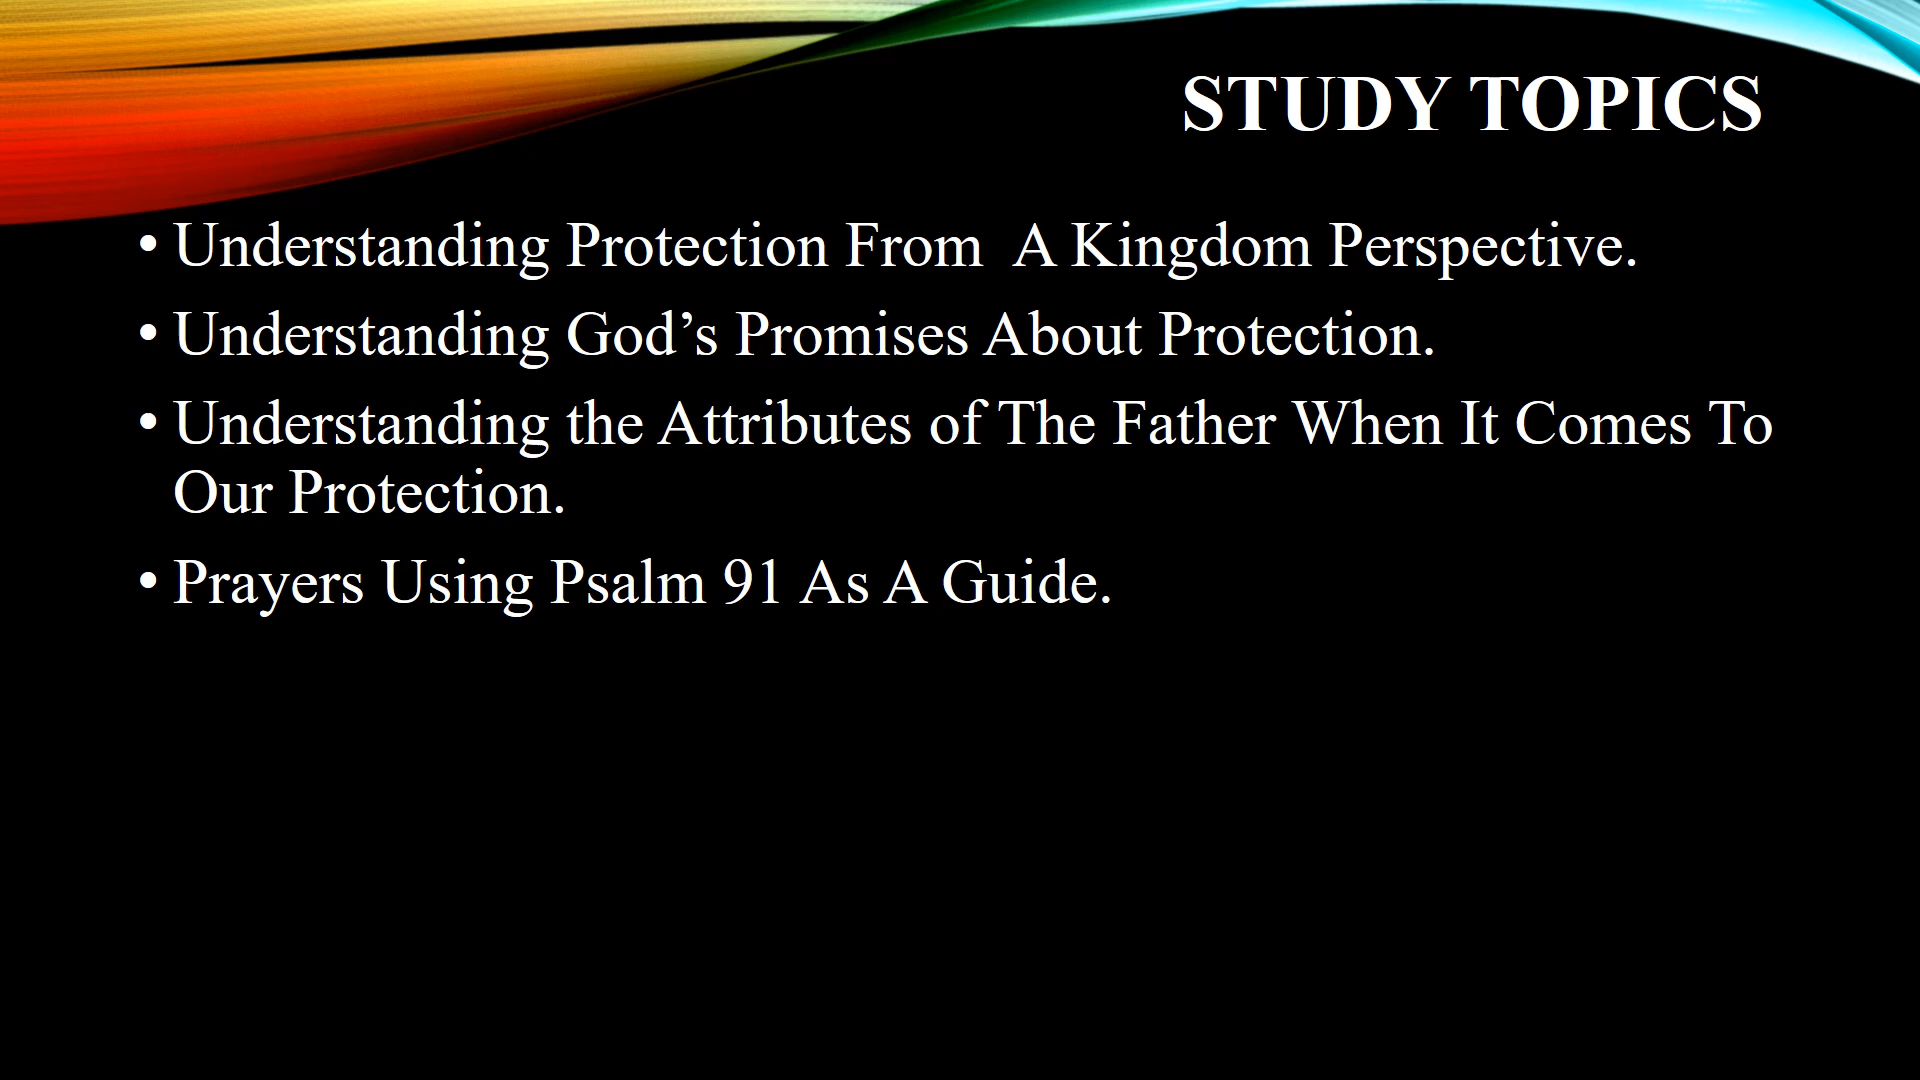 STUDY TOPICS
• Understanding Protection From  A Kingdom Perspective.
• Understanding God’s Promises About Protection.
• Understanding the Attributes of The Father When It Comes To
Our Protection.
• Prayers Using Psalm 91 As A Guide.